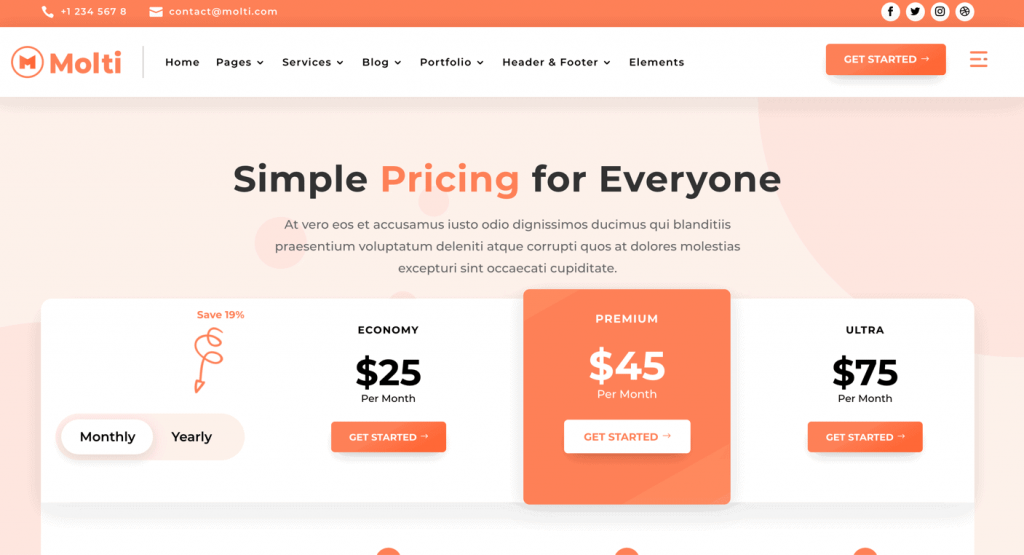 +1 234 567 8
contact@molti.com
Molti
Home
Pages
Services
Blog
Portfolio
Header & Footer
Elements
GET STARTED →
Simple Pricing for Everyone
At vero eos et accusamus iusto odio dignissimos ducimus qui blanditiis
praesentium voluptatum deleniti atque corrupti quos at dolores molestias
excepturi sint occaecati cupiditate.
Save 19%
Monthly
Yearly
ECONOMY
$25
Per Month
GET STARTED →
PREMIUM
$45
Per Month
GET STARTED →
ULTRA
$75
Per Month
GET STARTED →